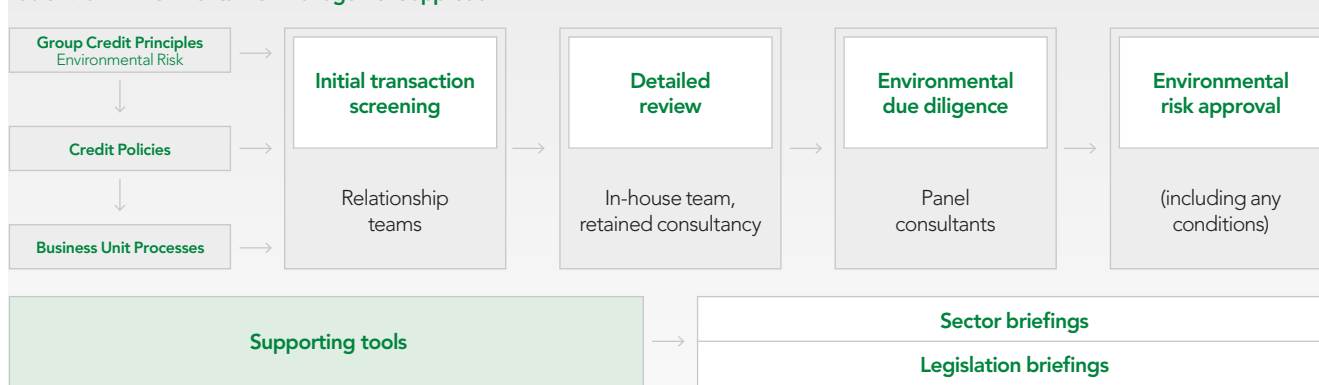 Group Credit Principles
Environmental Risk
Credit Policies
Business Unit Processes
Initial transaction
screening
Relationship
teams
Detailed
review
In-house team,
retained consultancy
Environmental
due diligence
Panel
consultants
Environmental
risk approval
(including any
conditions)
Supporting tools
Sector briefings
Legislation briefings